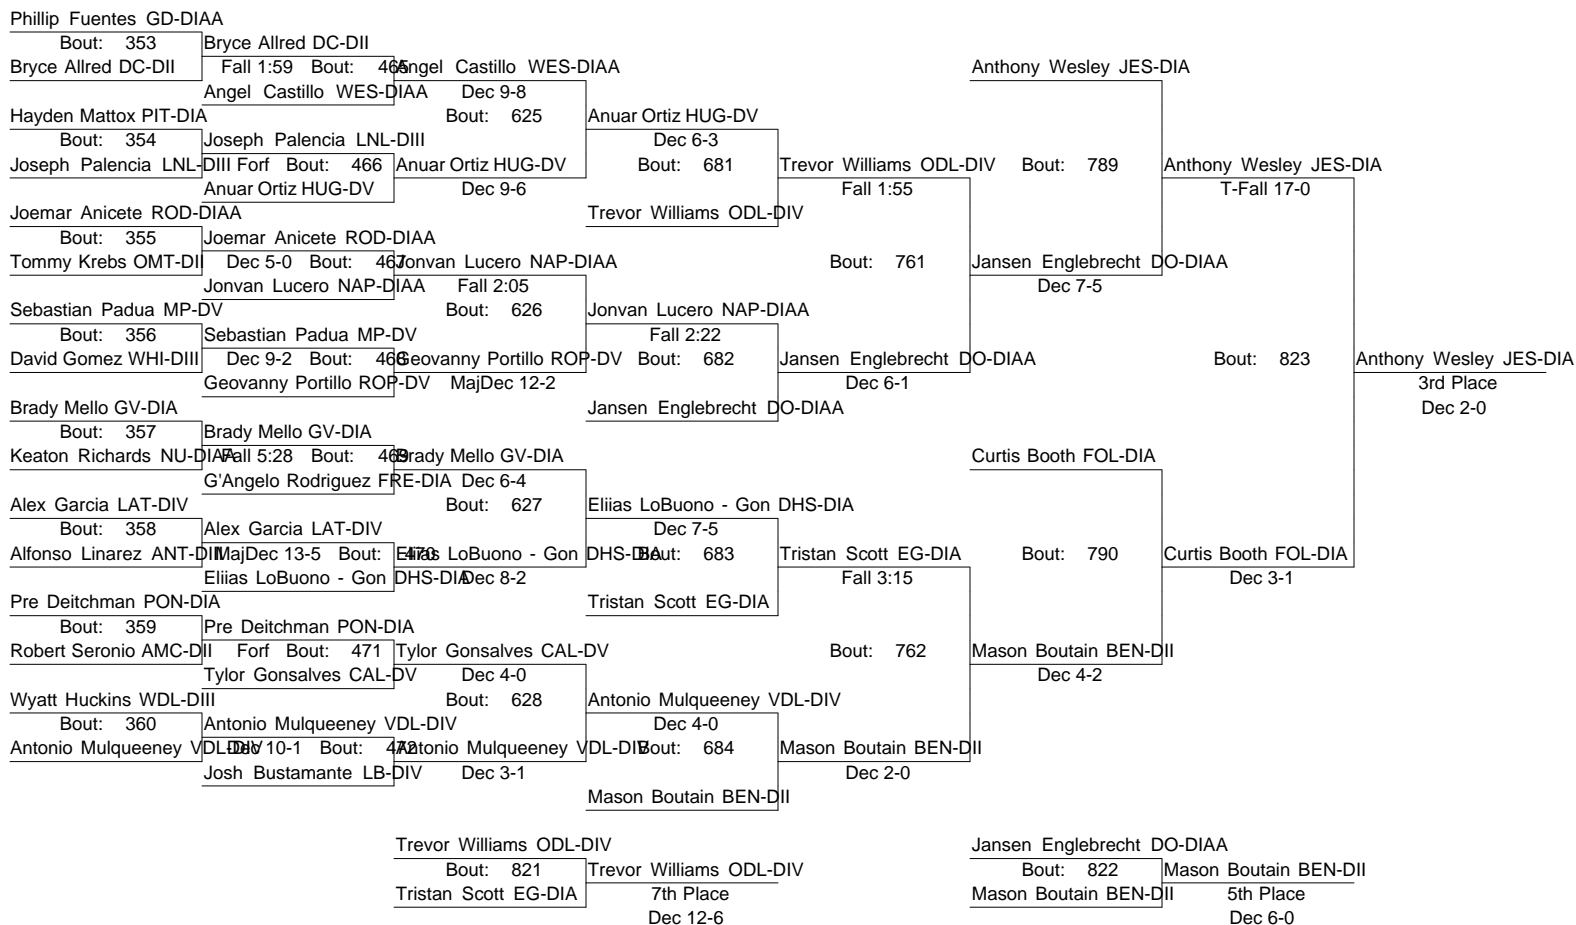 Phillip Fuentes GD-DIAA
Bout: 353 Bryce Allred DC-DII
Bryce Allred DC-DII Fall 1:59 Bout: 465 Angel Castillo WES-DIAA Anthony Wesley JES-DIA
Angel Castillo WES-DIAA Dec 9-8
Hayden Mattox PIT-DIA Bout: 625 Anuar Ortiz HUG-DV
Bout: 354 Joseph Palencia LNL-DIII Dec 6-3
Joseph Palencia LNL-DIII Forf Bout: 466 Anuar Ortiz HUG-DV Bout: 681 Trevor Williams ODL-DIV Bout: 789 Anthony Wesley JES-DIA
Anuar Ortiz HUG-DV Dec 9-6 Fall 1:55 T-Fall 17-0
Joemar Anicete ROD-DIAA Trevor Williams ODL-DIV
Bout: 355 Joemar Anicete ROD-DIAA
Tommy Krebs OMT-DII Dec 5-0 Bout: 467 Jonvan Lucero NAP-DIAA Bout: 761 Jansen Englebrecht DO-DIAA
Jonvan Lucero NAP-DIAA Fall 2:05 Dec 7-5
Sebastian Padua MP-DV Bout: 626 Jonvan Lucero NAP-DIAA
Bout: 356 Sebastian Padua MP-DV Fall 2:22
David Gomez WHI-DIII Dec 9-2 Bout: 468 Geovanny Portillo ROP-DV Bout: 682 Jansen Englebrecht DO-DIAA Bout: 823 Anthony Wesley JES-DIA
Geovanny Portillo ROP-DV MajDec 12-2 Dec 6-1 3rd Place
Brady Mello GV-DIA Jansen Englebrecht DO-DIAA Dec 2-0
Bout: 357 Brady Mello GV-DIA
Keaton Richards NU-DIAA Fall 5:28 Bout: 469 Brady Mello GV-DIA Curtis Booth FOL-DIA
G'Angelo Rodriguez FRE-DIA Dec 6-4
Alex Garcia LAT-DIV Bout: 627 Eliias LoBuono - Gon DHS-DIA
Bout: 358 Alex Garcia LAT-DIV Dec 7-5
Alfonso Linarez ANT-DIII MajDec 13-5 Bout: 470 Eliias LoBuono - Gon DHS-DIA Bout: 683 Tristan Scott EG-DIA Bout: 790 Curtis Booth FOL-DIA
Eliias LoBuono - Gon DHS-DIA Dec 8-2 Fall 3:15 Dec 3-1
Pre Deitchman PON-DIA Tristan Scott EG-DIA
Bout: 359 Pre Deitchman PON-DIA
Robert Seronio AMC-DII Forf Bout: 471 Tylor Gonsalves CAL-DV Bout: 762 Mason Boutain BEN-DII
Tylor Gonsalves CAL-DV Dec 4-0 Dec 4-2
Wyatt Huckins WDL-DIII Bout: 628 Antonio Mulqueeney VDL-DIV
Bout: 360 Antonio Mulqueeney VDL-DIV Dec 4-0
Antonio Mulqueeney VDL-DIV Dec 10-1 Bout: 472 Antonio Mulqueeney VDL-DIV Bout: 684 Mason Boutain BEN-DII
Josh Bustamante LB-DIV Dec 3-1 Dec 2-0
Mason Boutain BEN-DII
Trevor Williams ODL-DIV Jansen Englebrecht DO-DIAA
Bout: 821 Trevor Williams ODL-DIV Bout: 822 Mason Boutain BEN-DII
Tristan Scott EG-DIA 7th Place Mason Boutain BEN-DII 5th Place
Dec 12-6 Dec 6-0